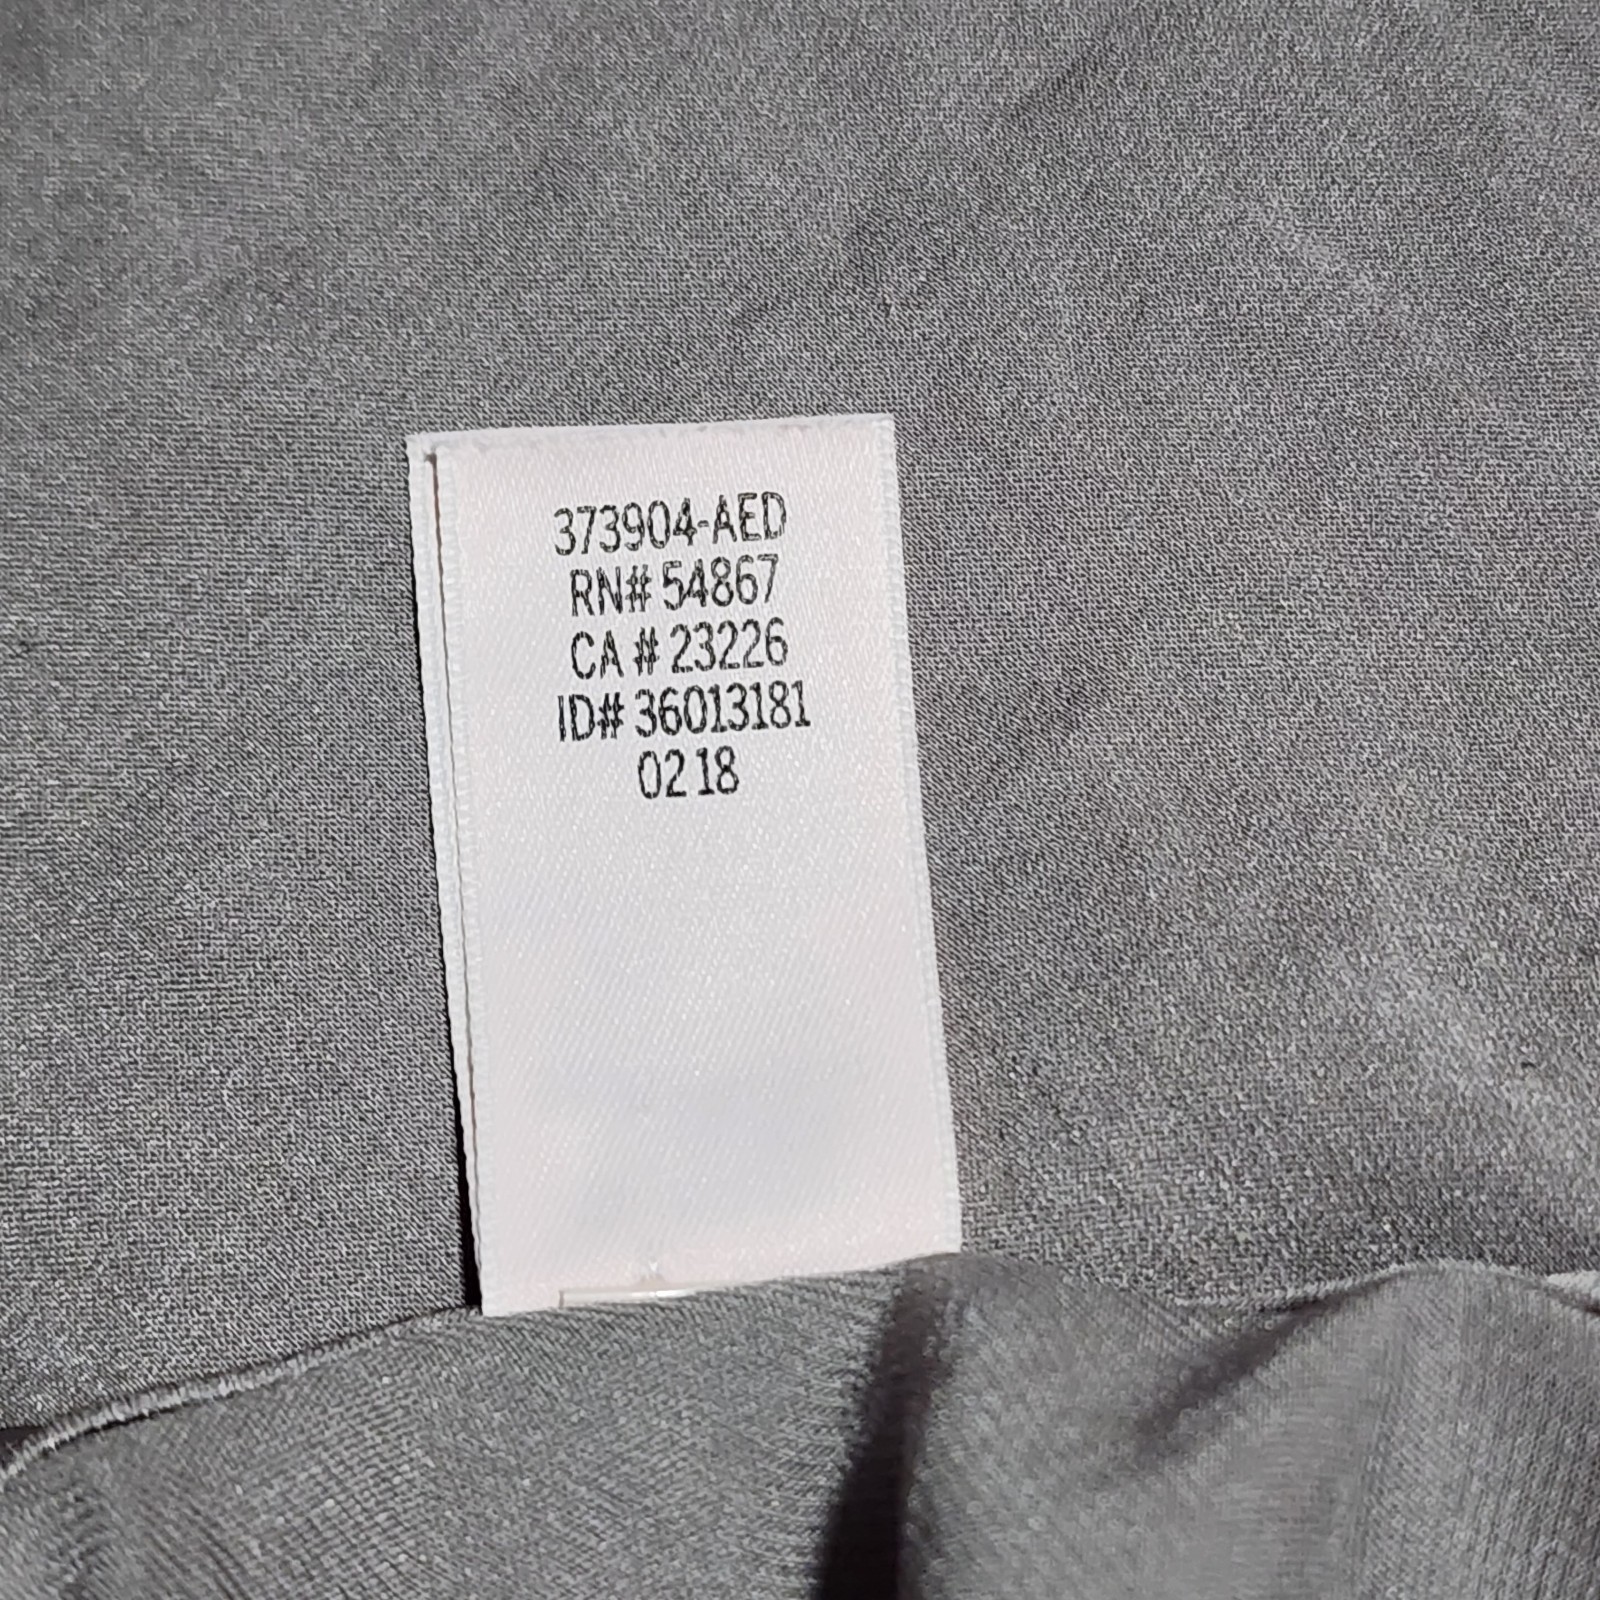 373904-AED
RN# 54867
CA # 23226
ID# 36013181
02 18